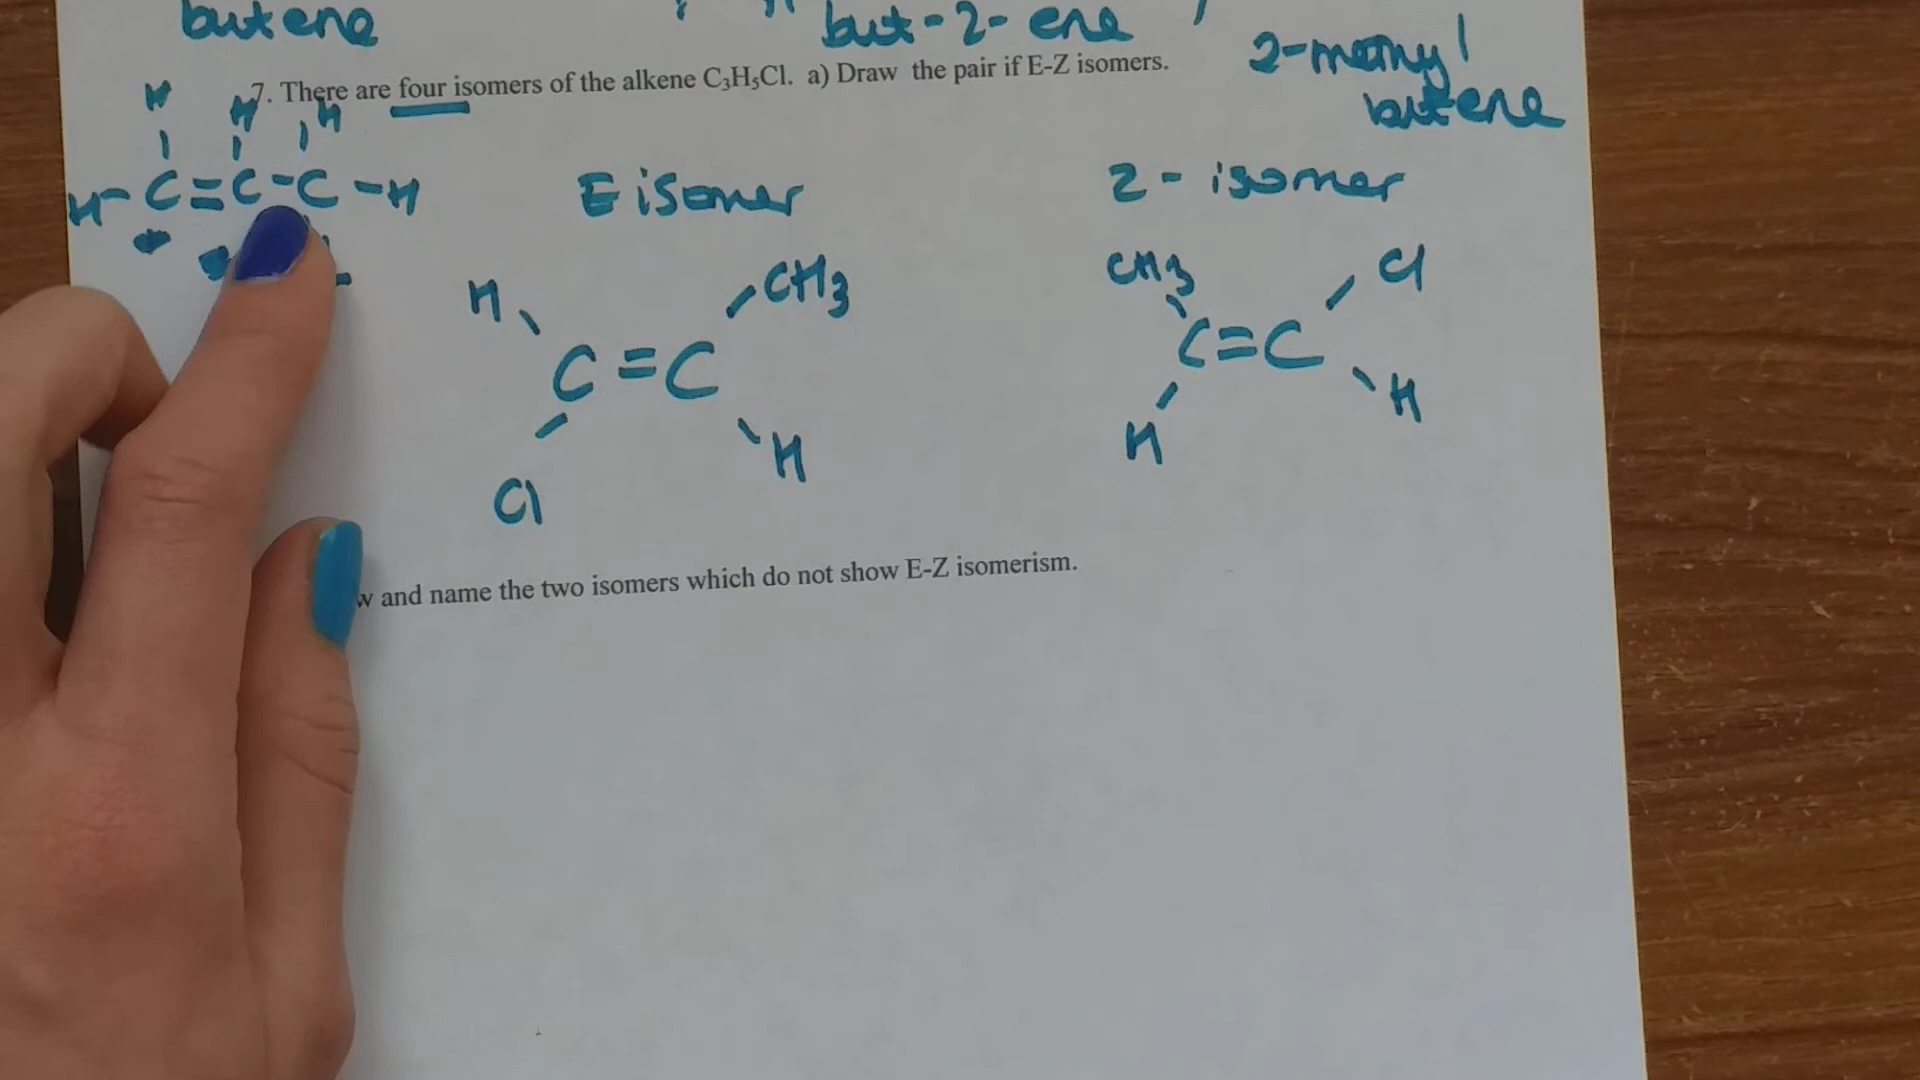 butene
but-2-ene
2-methyl
butene
7. There are four isomers of the alkene C₃H₅Cl. a) Draw the pair if E-Z isomers.
H H H
H-C=C-C-H
E isomer
Z - isomer
H CH3
C=C
Cl H
CH3 Cl
C=C
H H
and name the two isomers which do not show E-Z isomerism.